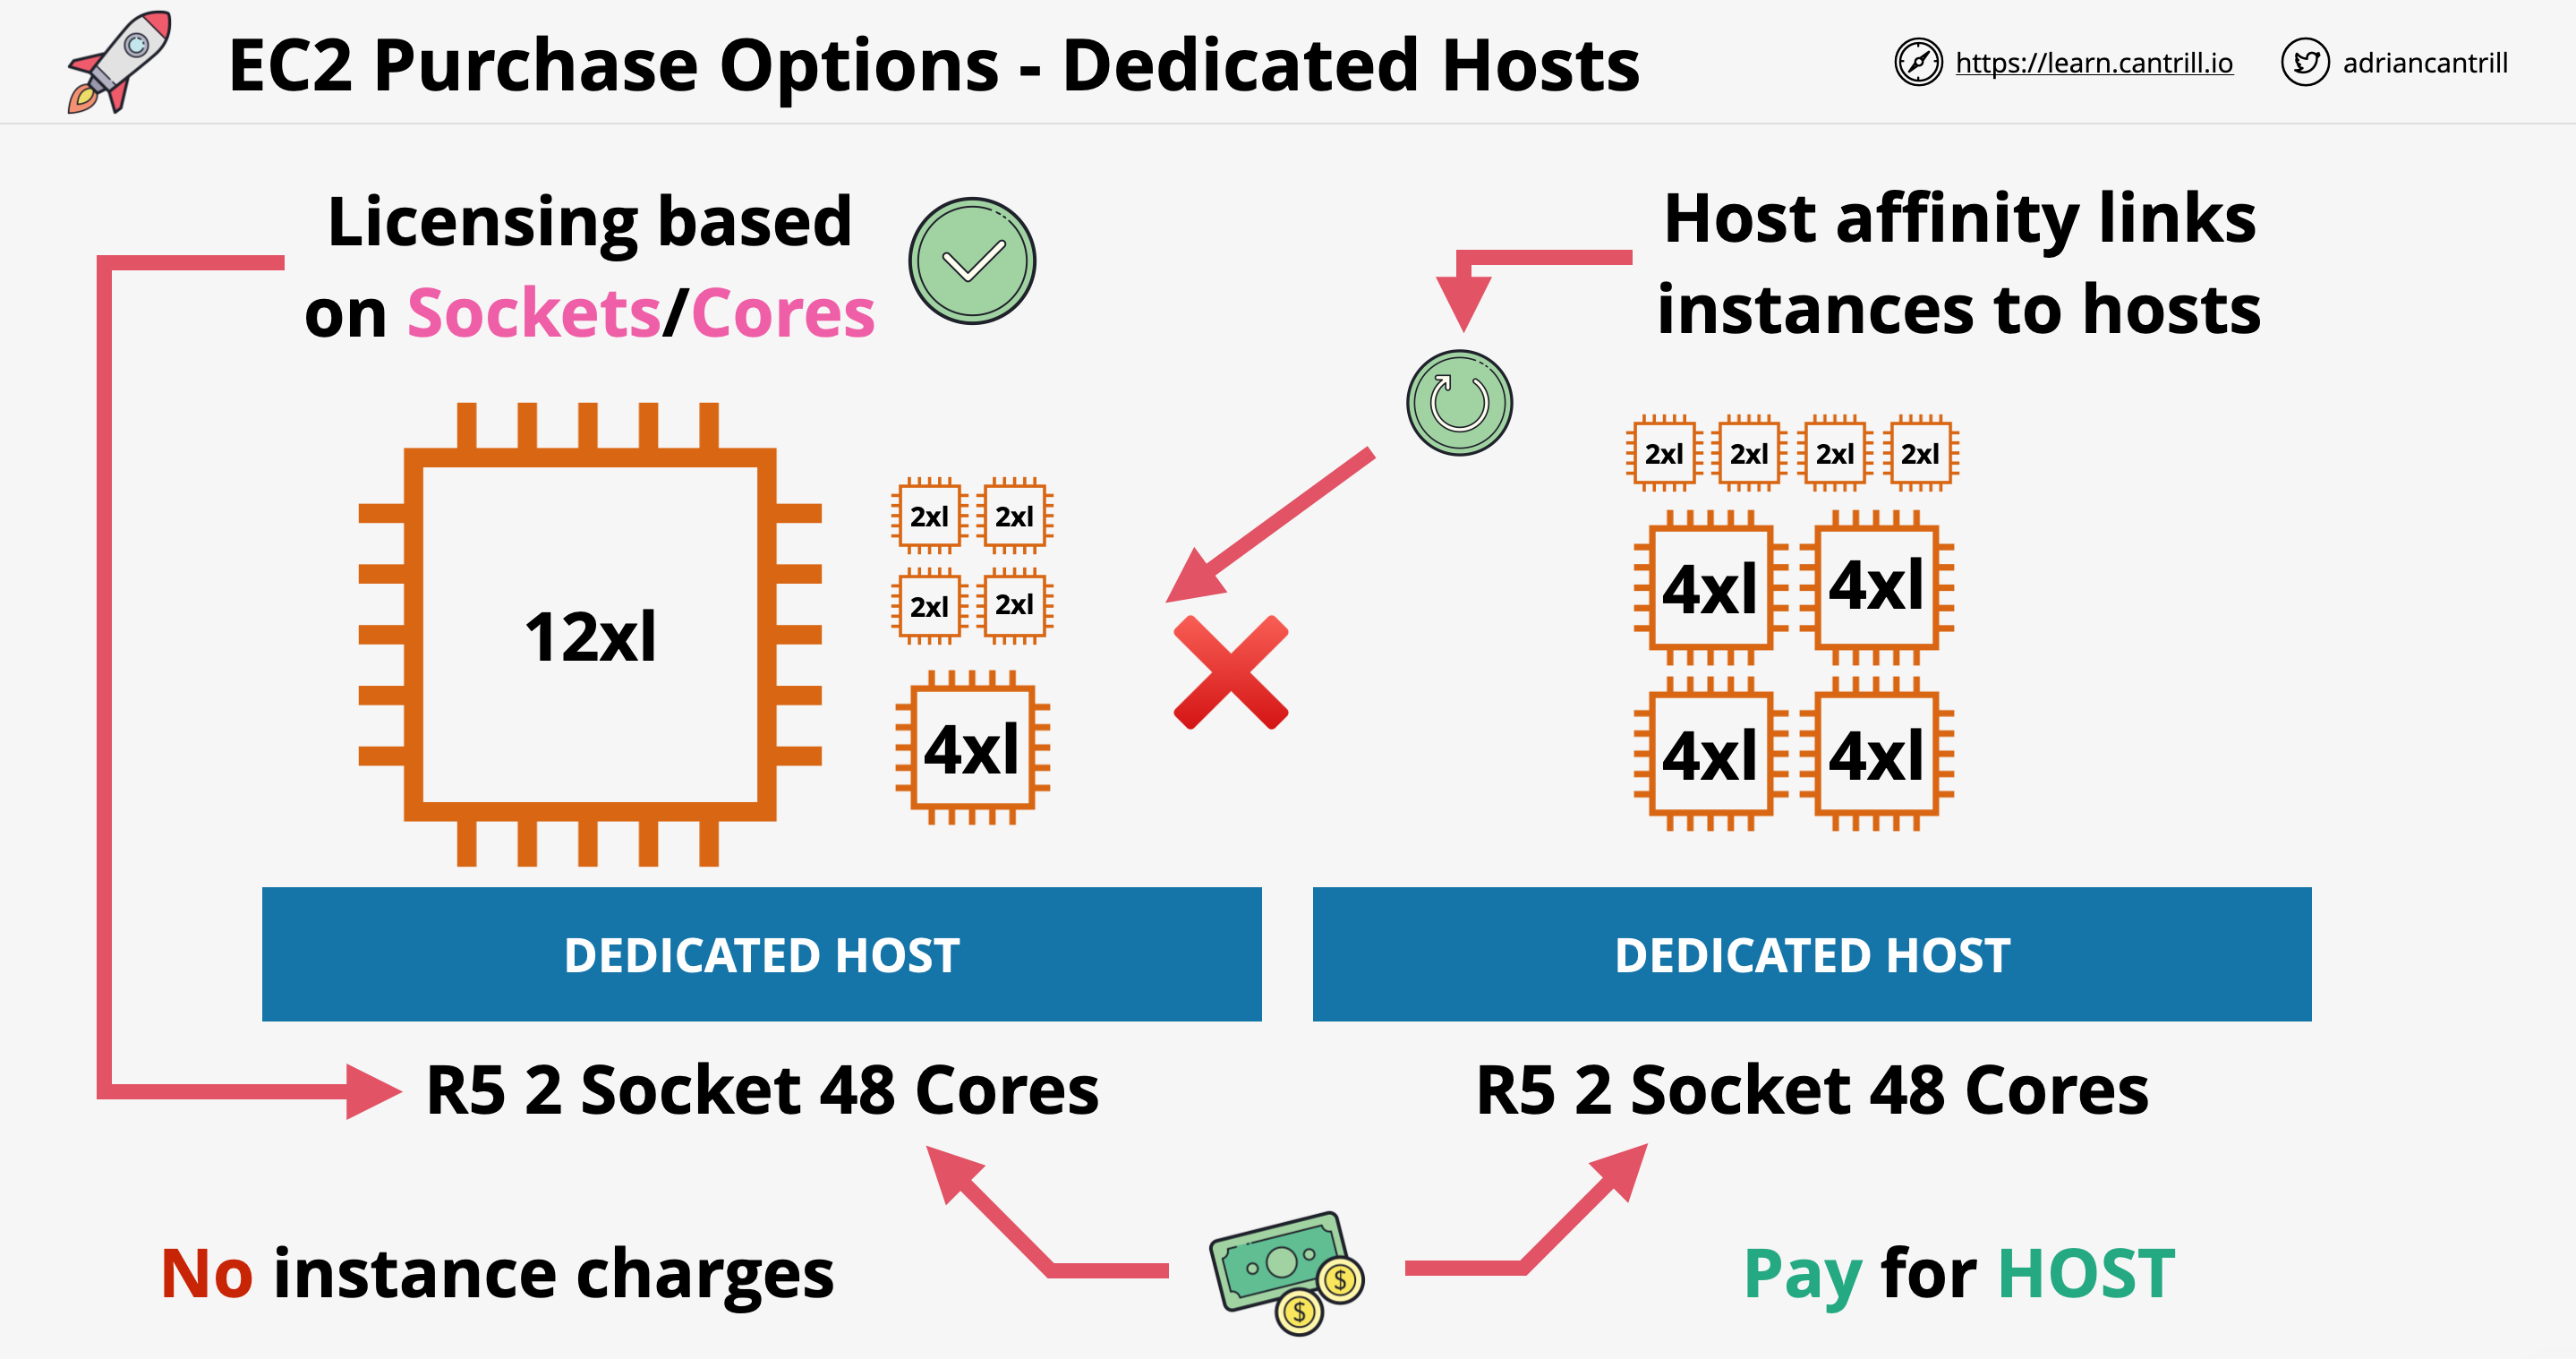 EC2 Purchase Options - Dedicated Hosts
https://learn.cantrill.io
adriancantrill
Licensing based
on Sockets/Cores
Host affinity links
instances to hosts
12xl
2xl 2xl
2xl 2xl
4xl
2xl 2xl 2xl 2xl
4xl 4xl
4xl 4xl
DEDICATED HOST
DEDICATED HOST
R5 2 Socket 48 Cores
R5 2 Socket 48 Cores
No instance charges
$
$
Pay for HOST